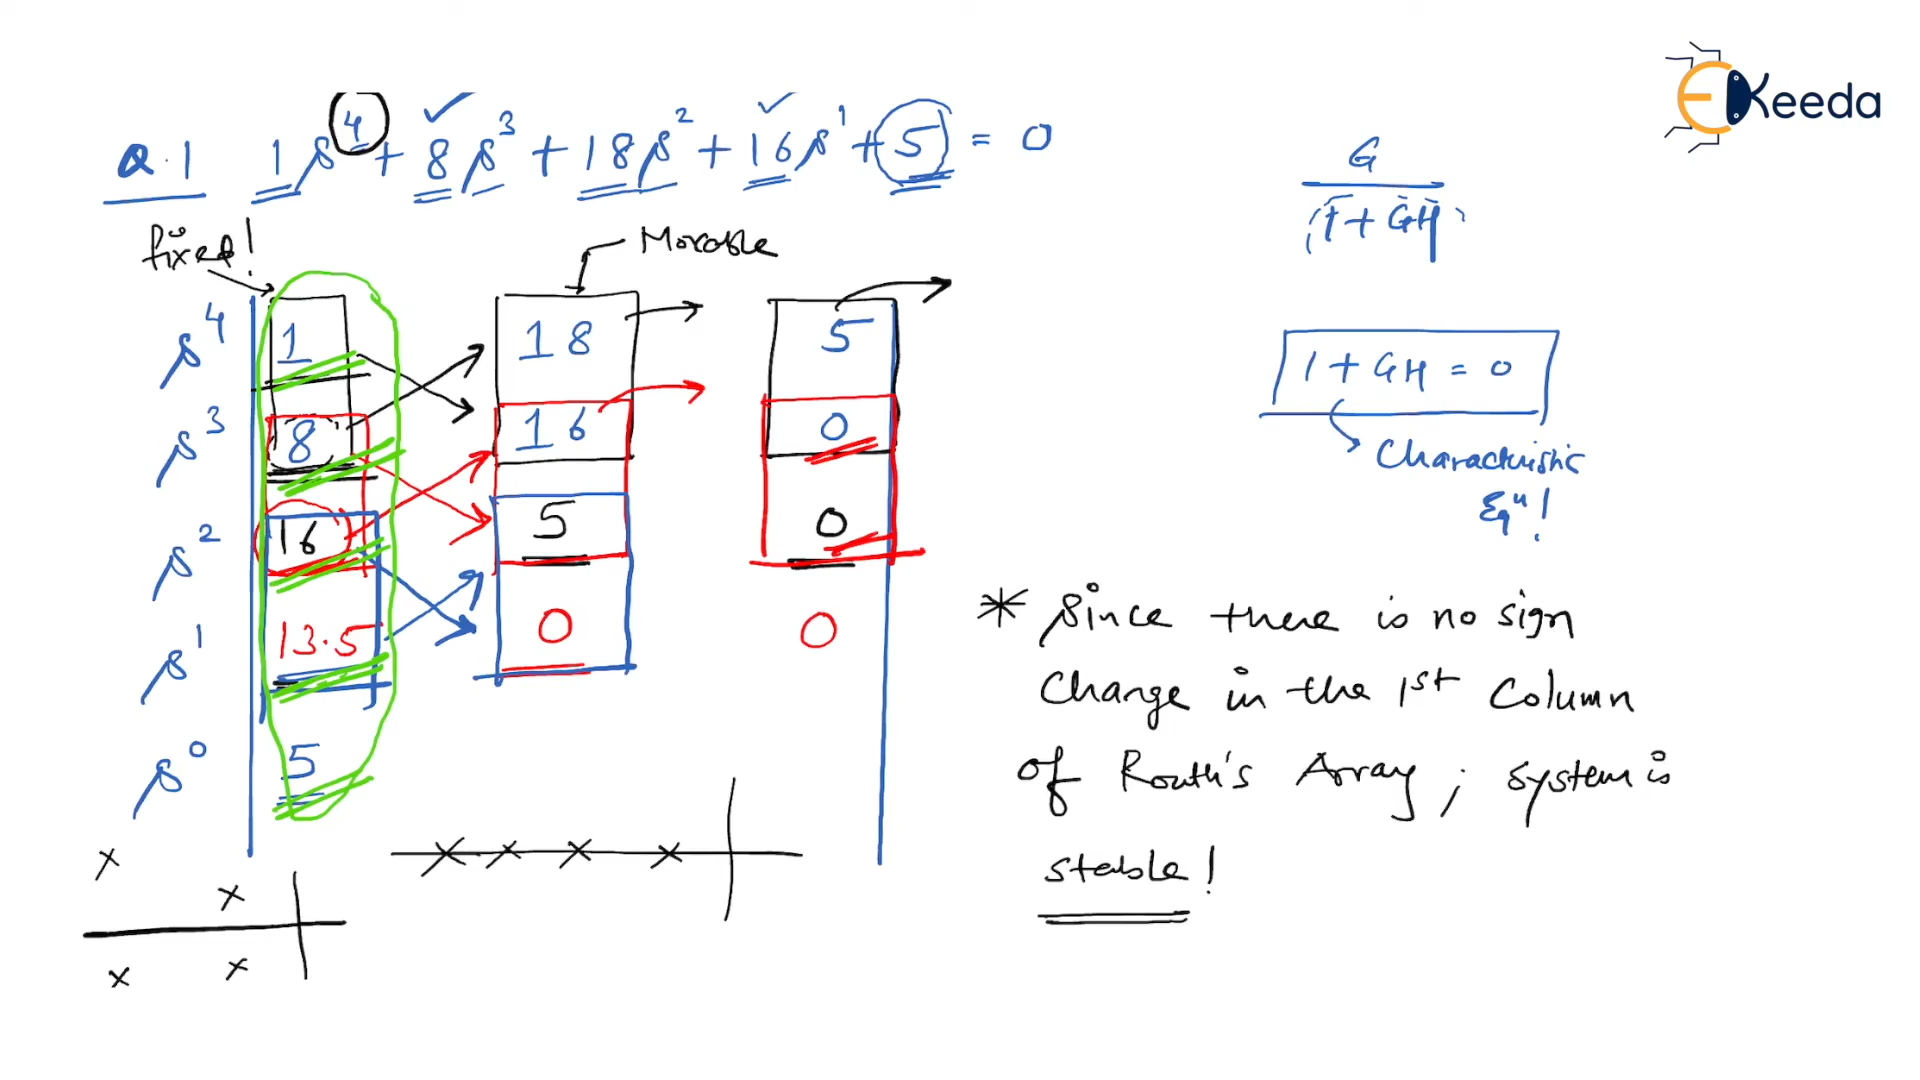 EKeeda
Q.1 1s⁴ + 8s³ + 18s² + 16s¹ + 5 = 0
G
1 + GH
fixed!
Movable
s⁴ 1 18 5
s³ 8 16 0
s² 16 5 0
s¹ 13.5 0 0
s⁰ 5
1 + GH = 0
Characteristic
Eqⁿ!
* Since there is no sign
change in the 1st column
of Routh's Array; system is
stable!